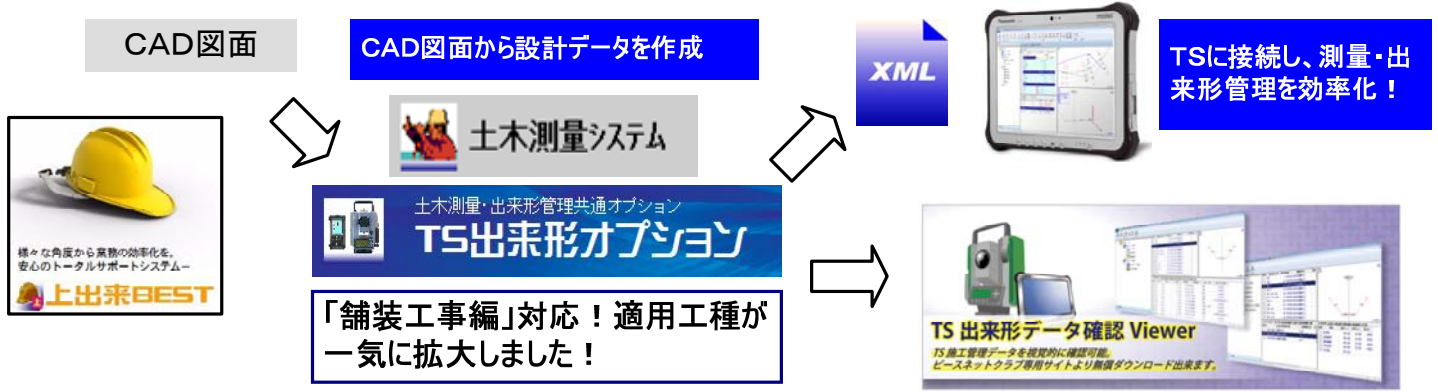 CAD図面
CAD図面から設計データを作成
XML
TSに接続し、測量・出
来形管理を効率化！
土木測量システム
様々な角度から業務の効率化を。
安心のトータルサポートシステムー
上出来BEST
土木測量・出来形管理共通オプション
TS出来形オプション
「舗装工事編」対応！適用工種が
一気に拡大しました！
TS 出来形データ確認 Viewer
TS 施工管理データを視覚的に確認可能。
ピースネットクラブ専用サイトより無償ダウンロード出来ます。